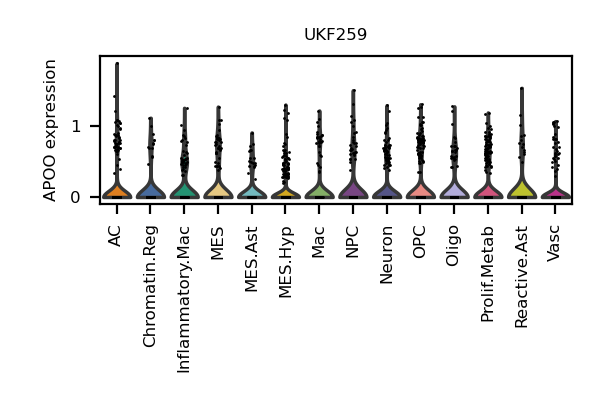 UKF259
APOO expression
1
0
AC
Chromatin.Reg
Inflammatory.Mac
MES
MES.Ast
MES.Hyp
Mac
NPC
Neuron
OPC
Oligo
Prolif.Metab
Reactive.Ast
Vasc